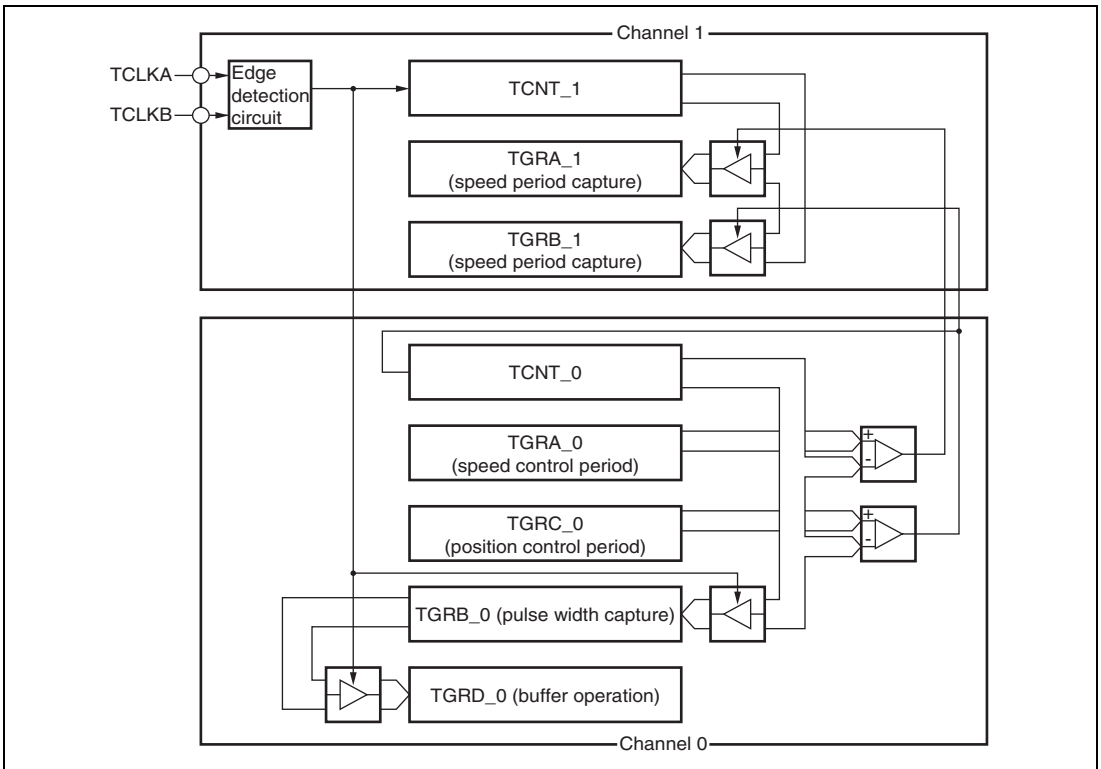 Channel 1
TCLKA
TCLKB
Edge
detection
circuit
TCNT_1
TGRA_1
(speed period capture)
TGRB_1
(speed period capture)
TCNT_0
TGRA_0
(speed control period)
+
-
TGRC_0
(position control period)
+
-
TGRB_0 (pulse width capture)
TGRD_0 (buffer operation)
Channel 0